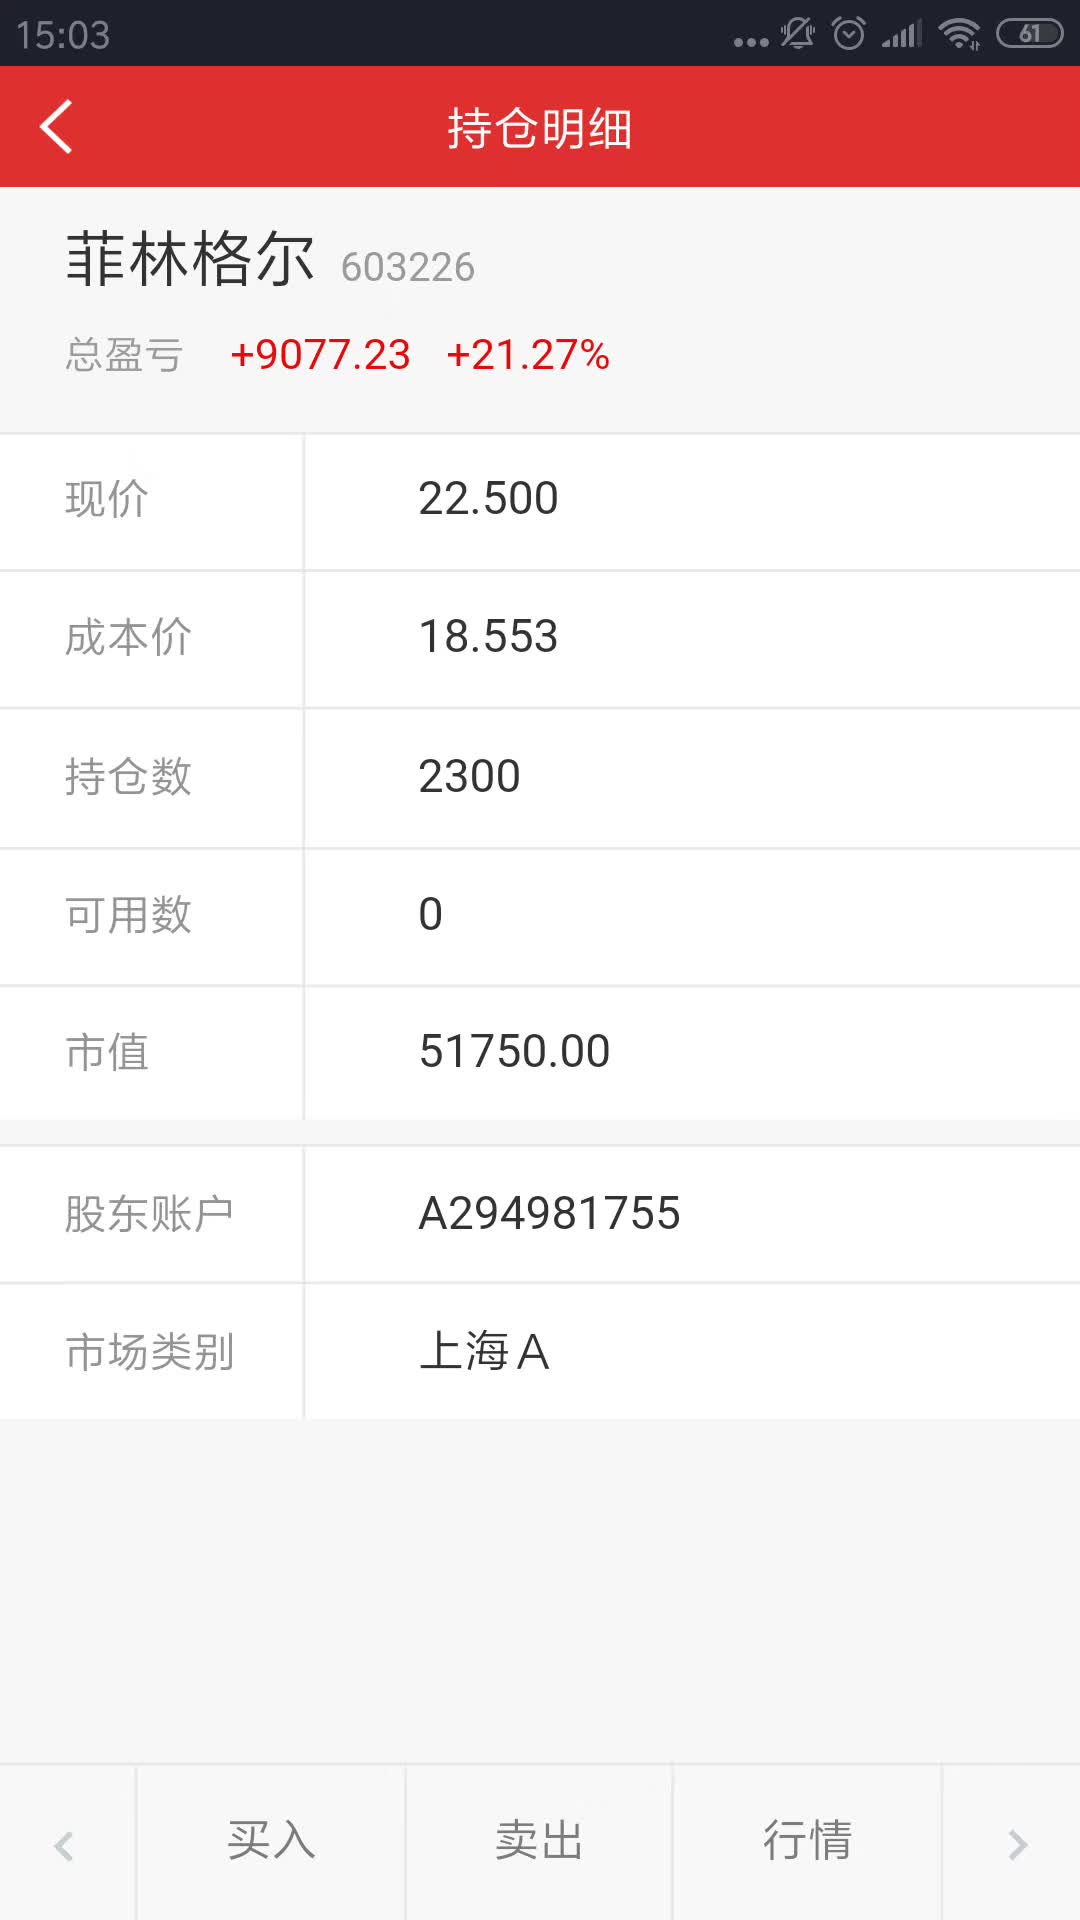 15:03 61
持仓明细
菲林格尔 603226
总盈亏 +9077.23 +21.27%
现价 22.500
成本价 18.553
持仓数 2300
可用数 0
市值 51750.00
股东账户 A294981755
市场类别 上海A
买入 卖出 行情